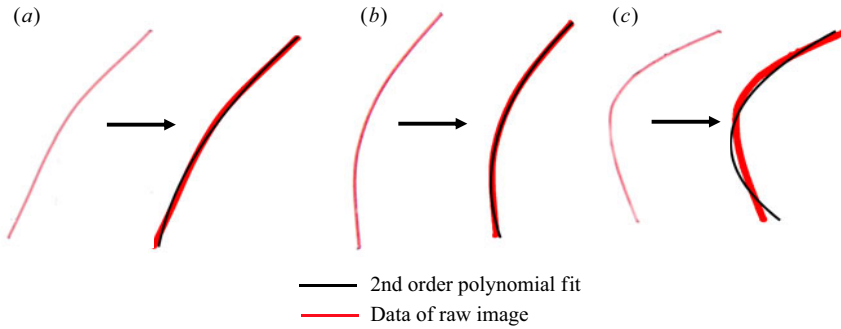 (a)
(b)
(c)
2nd order polynomial fit
Data of raw image